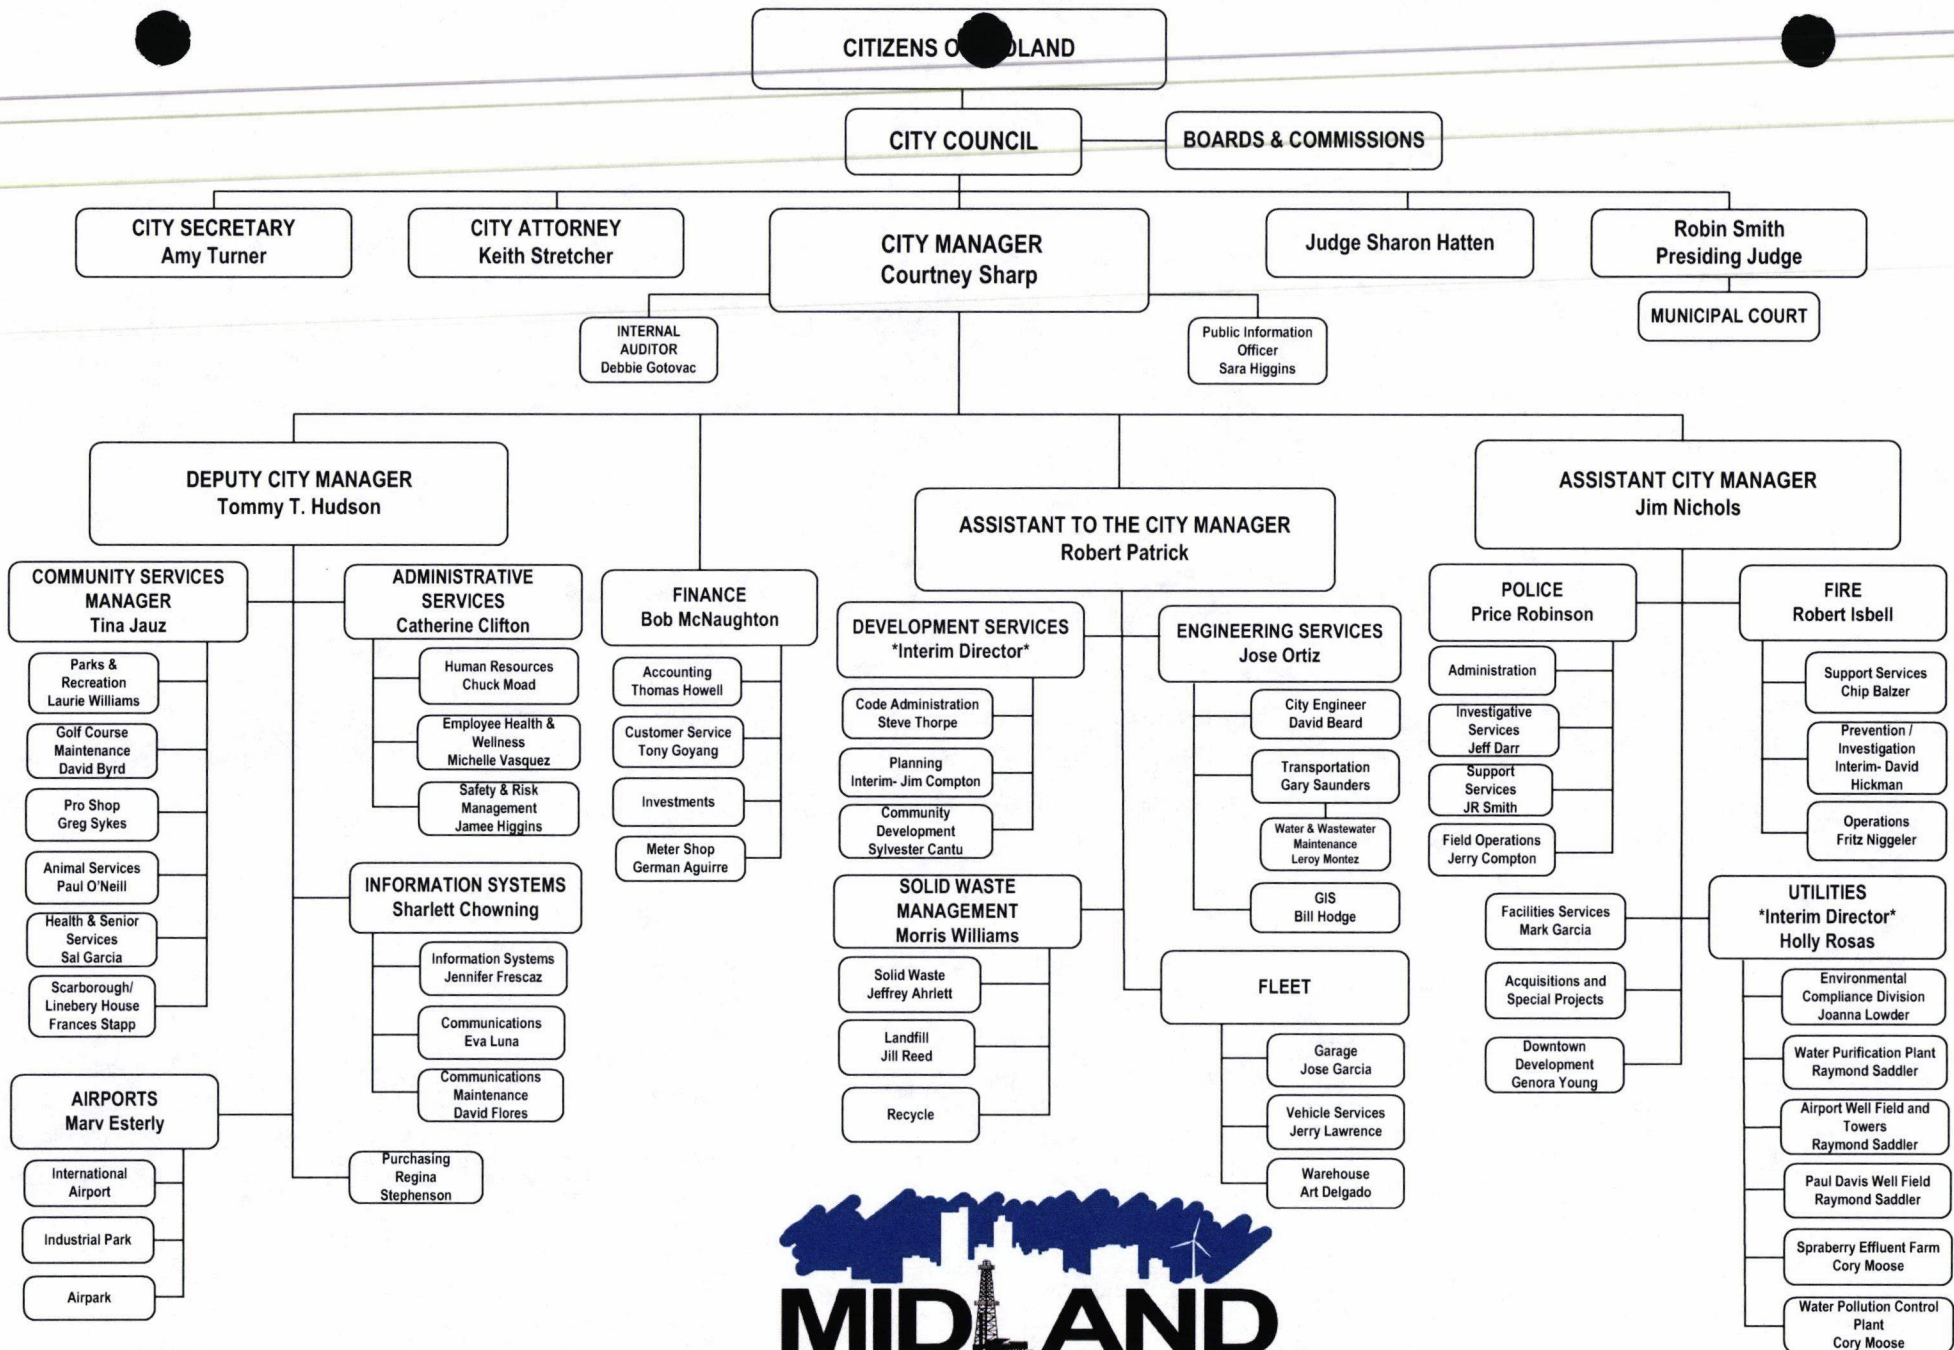 CITIZENS O DLAND
CITY COUNCIL
BOARDS & COMMISSIONS
CITY SECRETARY
Amy Turner
CITY ATTORNEY
Keith Stretcher
CITY MANAGER
Courtney Sharp
Judge Sharon Hatten
Robin Smith
Presiding Judge
MUNICIPAL COURT
INTERNAL
AUDITOR
Debbie Gotovac
Public Information
Officer
Sara Higgins
DEPUTY CITY MANAGER
Tommy T. Hudson
COMMUNITY SERVICES
MANAGER
Tina Jauz
Parks &
Recreation
Laurie Williams
Golf Course
Maintenance
David Byrd
Pro Shop
Greg Sykes
Animal Services
Paul O'Neill
Health & Senior
Services
Sal Garcia
Scarborough/
Linebery House
Frances Stapp
AIRPORTS
Marv Esterly
International
Airport
Industrial Park
Airpark
ADMINISTRATIVE
SERVICES
Catherine Clifton
Human Resources
Chuck Moad
Employee Health &
Wellness
Michelle Vasquez
Safety & Risk
Management
Jamee Higgins
INFORMATION SYSTEMS
Sharlett Chowning
Information Systems
Jennifer Frescaz
Communications
Eva Luna
Communications
Maintenance
David Flores
Purchasing
Regina
Stephenson
FINANCE
Bob McNaughton
Accounting
Thomas Howell
Customer Service
Tony Goyang
Investments
Meter Shop
German Aguirre
ASSISTANT TO THE CITY MANAGER
Robert Patrick
DEVELOPMENT SERVICES
*Interim Director*
Code Administration
Steve Thorpe
Planning
Interim- Jim Compton
Community
Development
Sylvester Cantu
SOLID WASTE
MANAGEMENT
Morris Williams
Solid Waste
Jeffrey Ahrlett
Landfill
Jill Reed
Recycle
ENGINEERING SERVICES
Jose Ortiz
City Engineer
David Beard
Transportation
Gary Saunders
Water & Wastewater
Maintenance
Leroy Montez
GIS
Bill Hodge
FLEET
Garage
Jose Garcia
Vehicle Services
Jerry Lawrence
Warehouse
Art Delgado
ASSISTANT CITY MANAGER
Jim Nichols
POLICE
Price Robinson
Administration
Investigative
Services
Jeff Darr
Support
Services
JR Smith
Field Operations
Jerry Compton
Facilities Services
Mark Garcia
Acquisitions and
Special Projects
Downtown
Development
Genora Young
FIRE
Robert Isbell
Support Services
Chip Balzer
Prevention /
Investigation
Interim- David
Hickman
Operations
Fritz Niggeler
UTILITIES
*Interim Director*
Holly Rosas
Environmental
Compliance Division
Joanna Lowder
Water Purification Plant
Raymond Saddler
Airport Well Field and
Towers
Raymond Saddler
Paul Davis Well Field
Raymond Saddler
Spraberry Effluent Farm
Cory Moose
Water Pollution Control
Plant
Cory Moose
MIDLAND